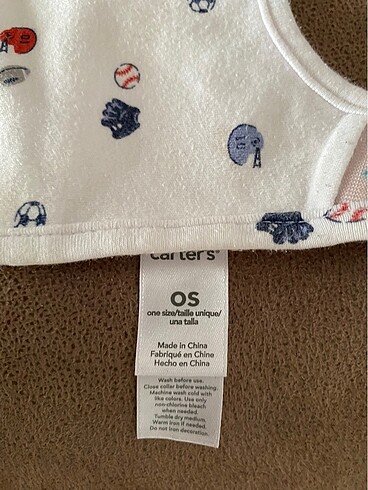 carter's®
OS
one size/taille unique/
una talla
Made in China
Fabriqué en Chine
Hecho en China
Wash before use.
Close collar before washing.
Machine wash cold with
like colors. Use only
non-chlorine bleach
when needed.
Tumble dry medium.
Warm iron if needed.
Do not iron decoration.